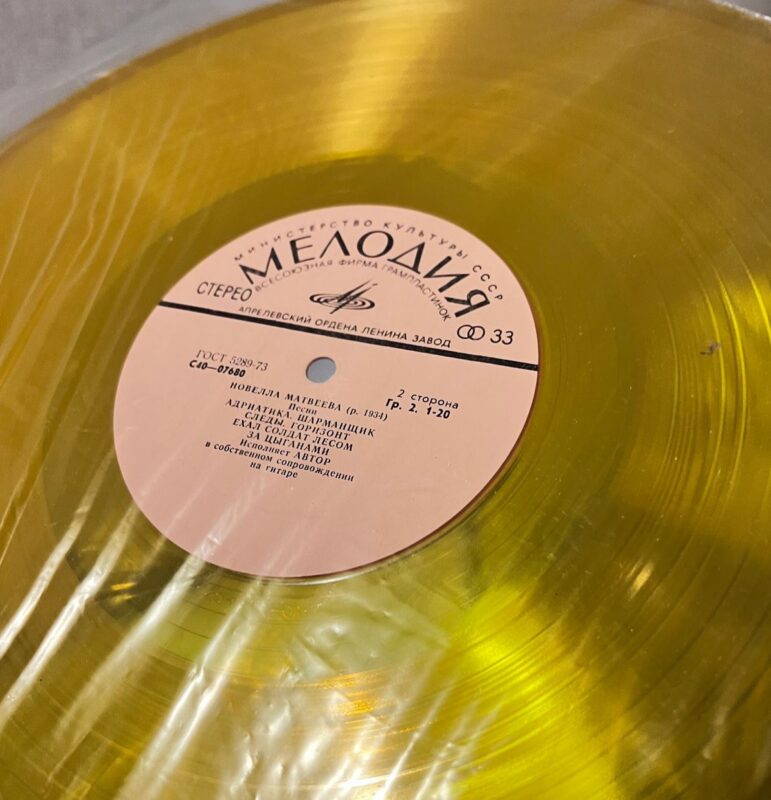 МИНИСТЕРСТВО КУЛЬТУРЫ СССР
МЕЛОДИЯ
ВСЕСОЮЗНАЯ ФИРМА ГРАМПЛАСТИНОК
СТЕРЕО
33
АПРЕЛЕВСКИЙ ОРДЕНА ЛЕНИНА ЗАВОД
ГОСТ 5289-73
С40—07680
2 сторона
Гр. 2. 1-20
НОВЕЛЛА МАТВЕЕВА (р. 1934)
Песни
АДРИАТИКА. ШАРМАНЩИК
СЛЕДЫ. ГОРИЗОНТ
ЕХАЛ СОЛДАТ ЛЕСОМ
ЗА ЦЫГАНАМИ
Исполняет АВТОР
в собственном сопровождении
на гитаре